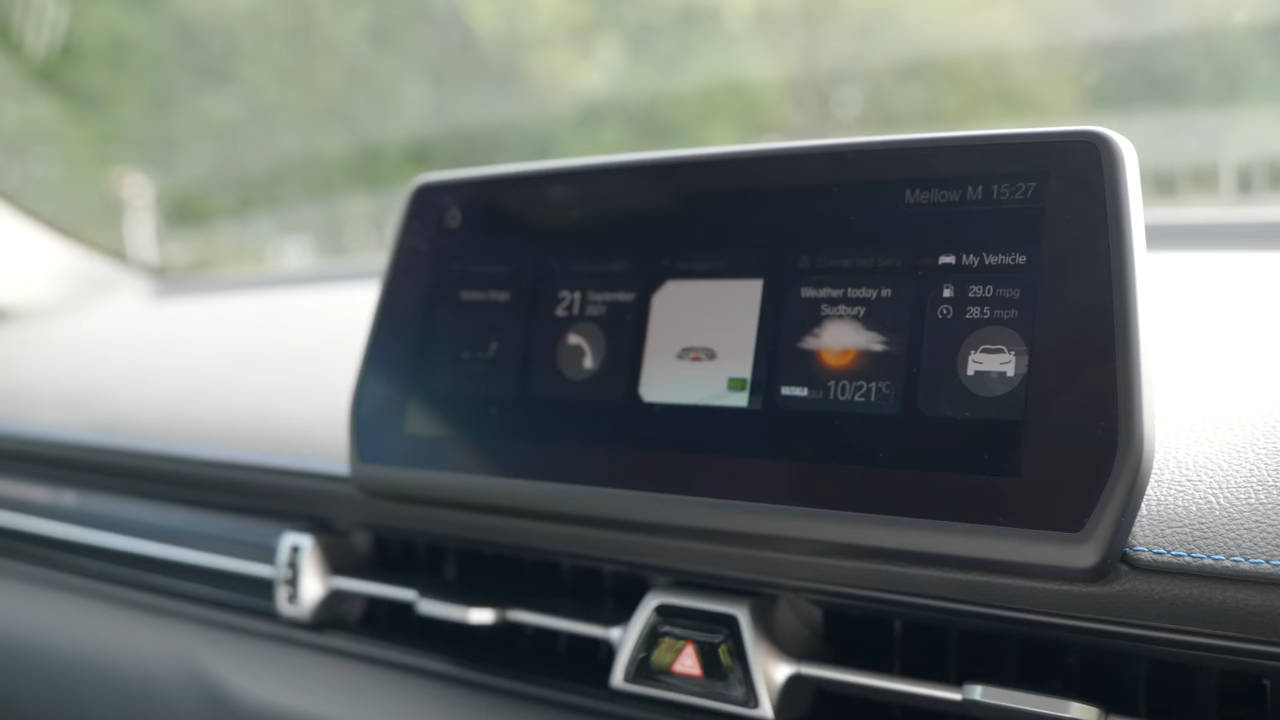 Mellow M 15:27
My Vehicle
29.0 mpg
28.5 mph
Weather today in
Sudbury
10/21°C
21 September
2021